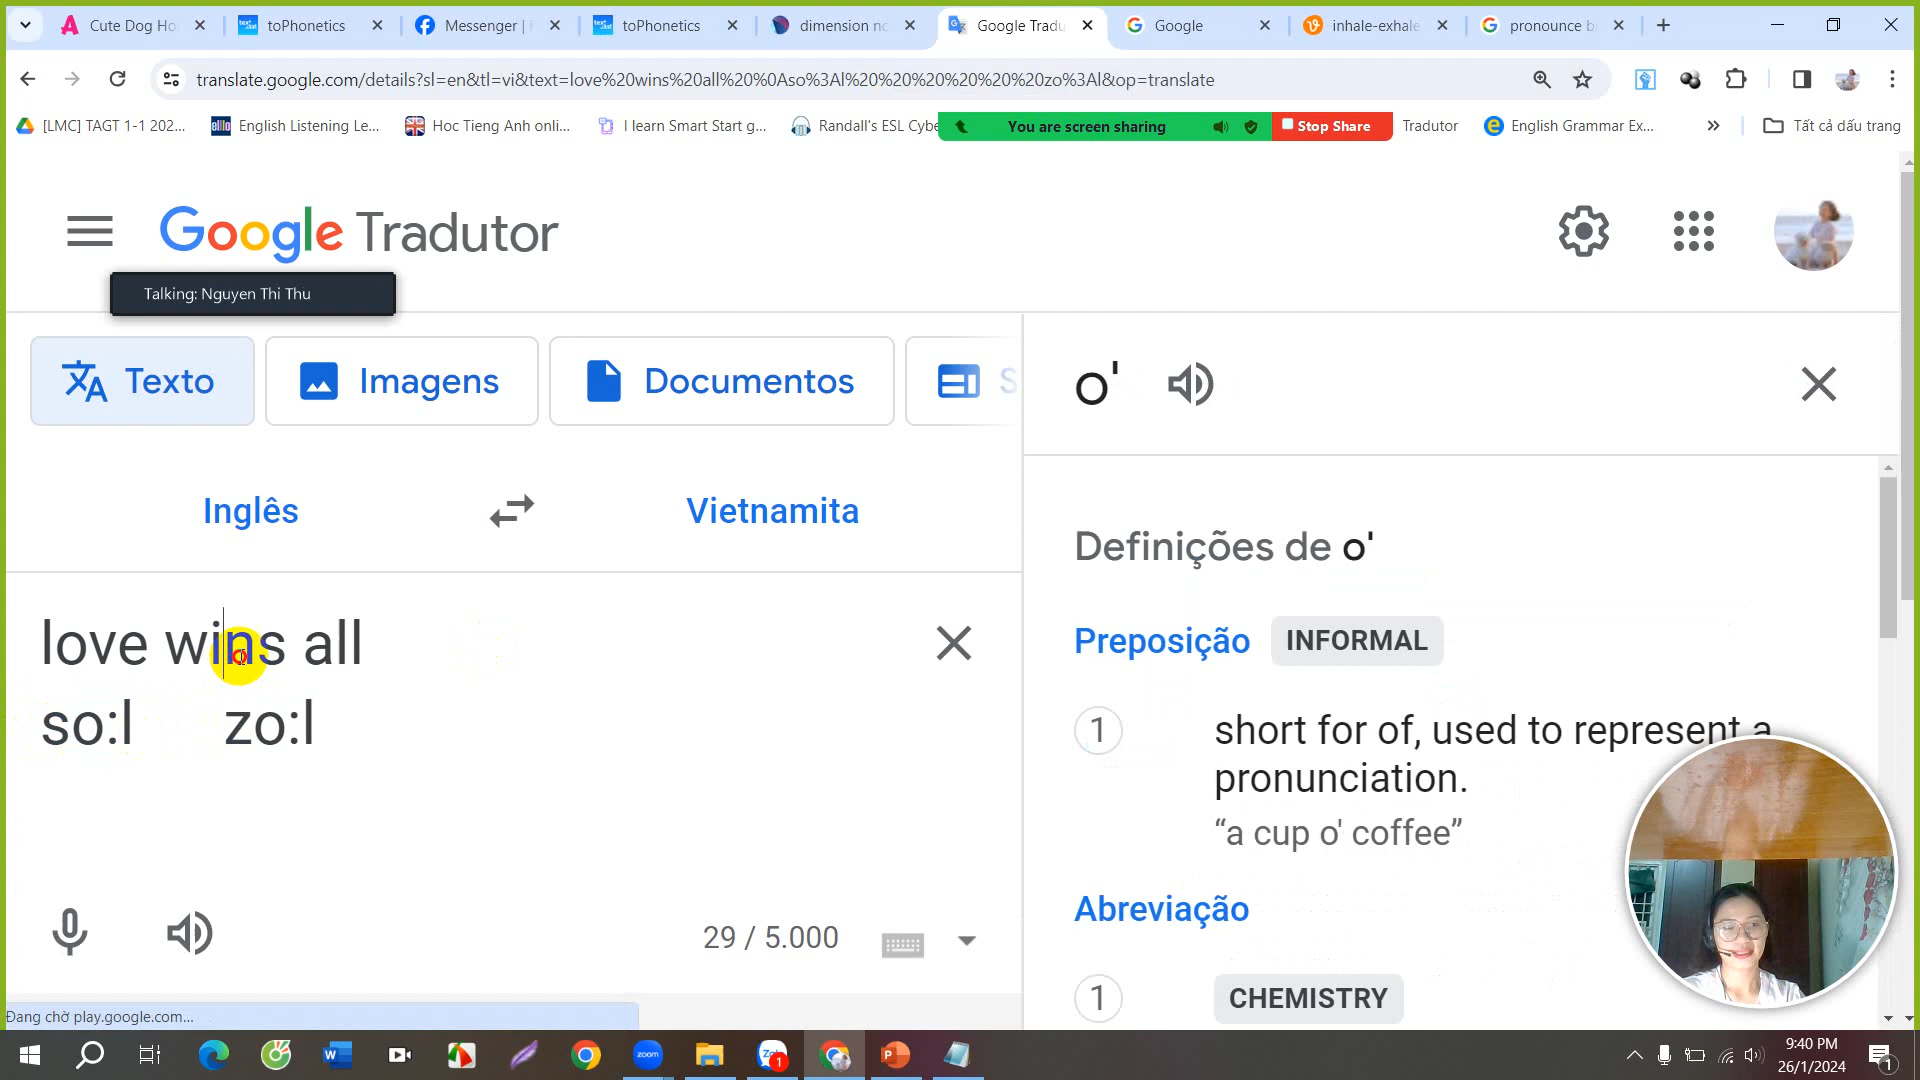 Cute Dog Ho
toPhonetics
Messenger |
toPhonetics
dimension no
Google Tradu
Google
inhale-exhale
pronounce b
translate.google.com/details?sl=en&tl=vi&text=love%20wins%20all%20%0Aso%3Al%20%20%20%20%20%20zo%3Al&op=translate
[LMC] TAGT 1-1 202...
English Listening Le...
Hoc Tieng Anh onli...
I learn Smart Start g...
Randall's ESL Cybe
You are screen sharing
Stop Share
Tradutor
English Grammar Ex...
Tất cả dấu trang
Google Tradutor
Talking: Nguyen Thi Thu
Texto
Imagens
Documentos
S
o'
Inglês
Vietnamita
Definições de o'
love wins all
so:l zo:l
Preposição INFORMAL
1
short for of, used to represent a
pronunciation.
“a cup o' coffee”
Abreviação
1
CHEMISTRY
29 / 5.000
Đang chờ play.google.com...
zoom
1
9:40 PM
26/1/2024
1